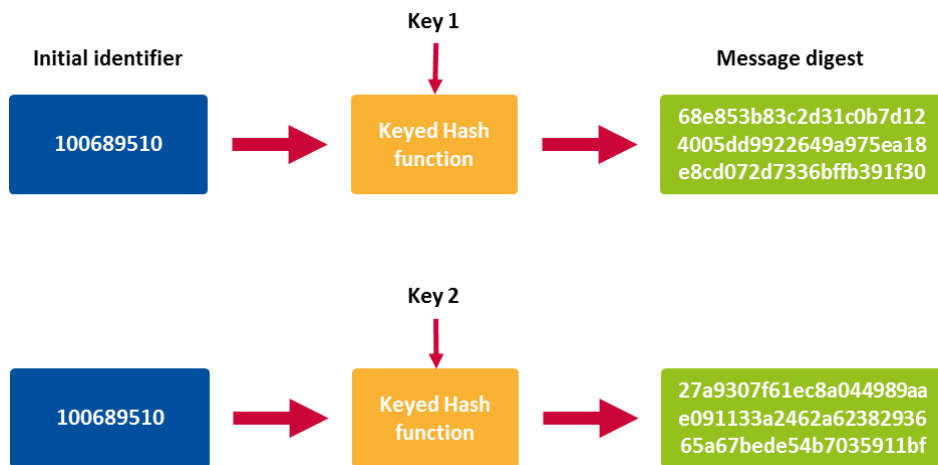 Key 1
Initial identifier
Message digest
100689510
Keyed Hash
function
68e853b83c2d31c0b7d12
4005dd9922649a975ea18
e8cd072d7336bffb391f30
Key 2
100689510
Keyed Hash
function
27a9307f61ec8a044989aa
e091133a2462a62382936
65a67bede54b7035911bf